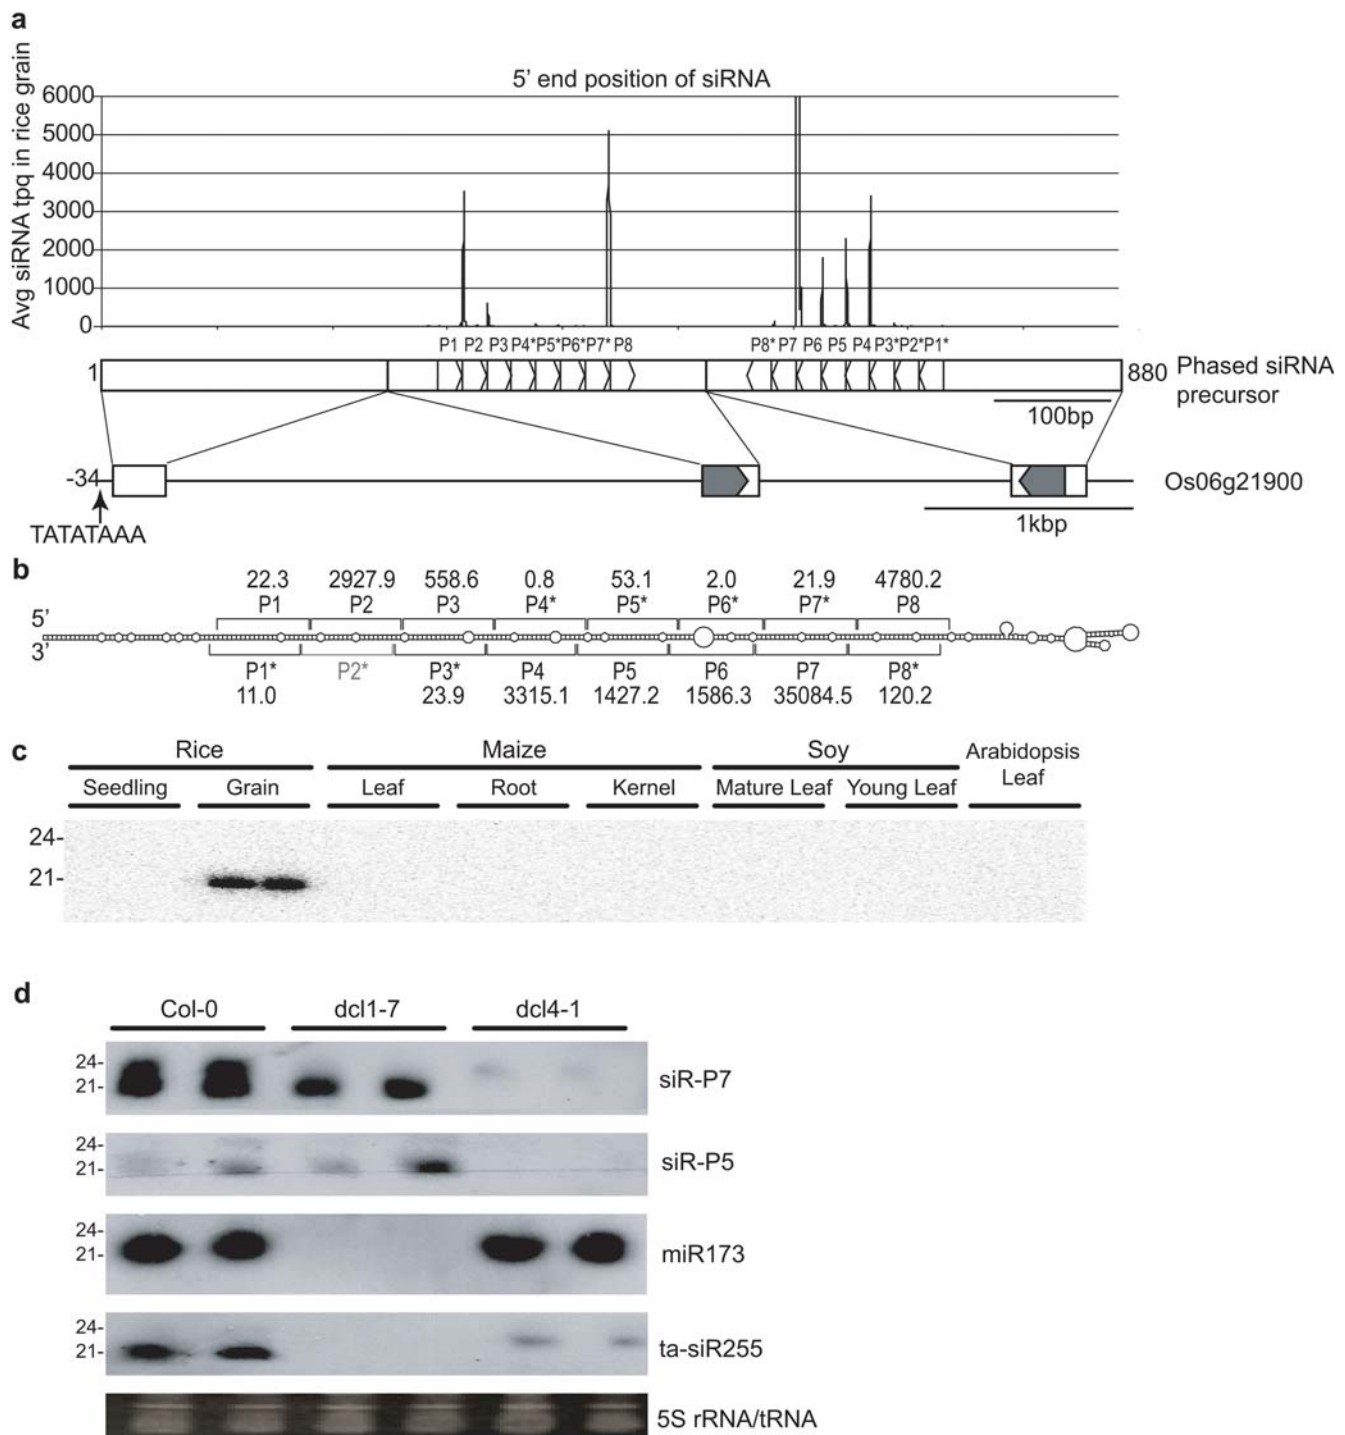 a
Avg siRNA tpq in rice grain
5’ end position of siRNA
6000
5000
4000
3000
2000
1000
0
P1 P2 P3 P4* P5* P6* P7* P8 P8* P7 P6 P5 P4 P3* P2* P1*
1 880 Phased siRNA
precursor
100bp
-34 Os06g21900
TATATAAA 1kbp
b
22.3 2927.9 558.6 0.8 53.1 2.0 21.9 4780.2
P1 P2 P3 P4* P5* P6* P7* P8
5’
3’
P1* P2* P3* P4 P5 P6 P7 P8*
11.0 23.9 3315.1 1427.2 1586.3 35084.5 120.2
c
Rice Maize Soy Arabidopsis
Leaf
Seedling Grain Leaf Root Kernel Mature Leaf Young Leaf
24-
21-
d
Col-0 dcl1-7 dcl4-1
24-
21- siR-P7
24-
21- siR-P5
24-
21- miR173
24-
21- ta-siR255
5S rRNA/tRNA